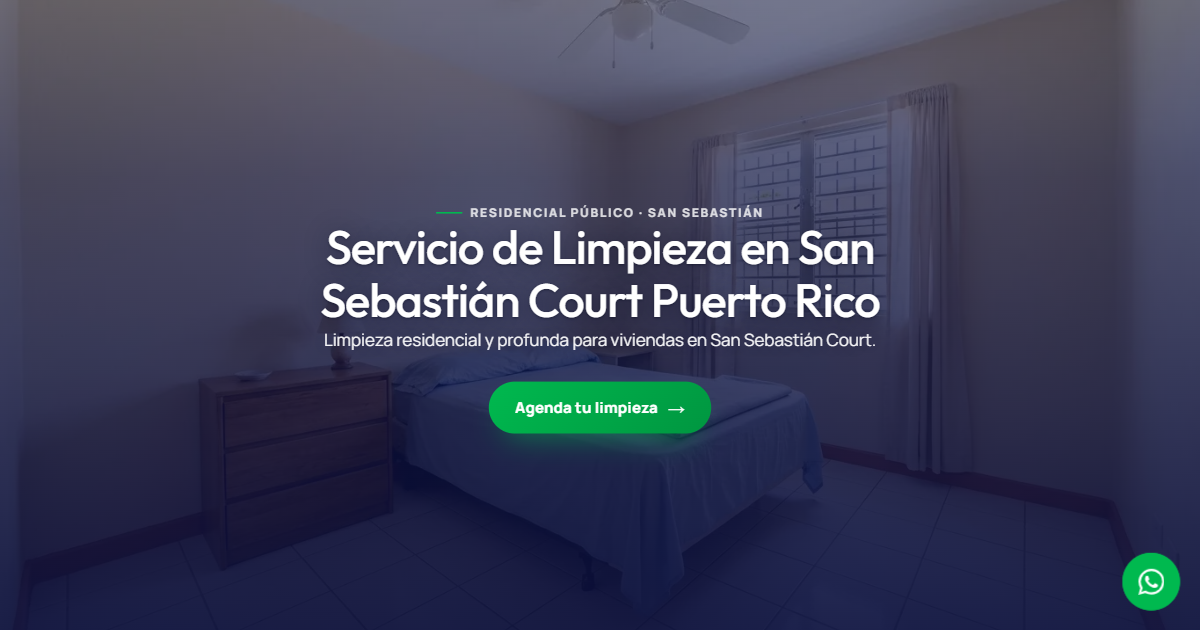 RESIDENCIAL PÚBLICO · SAN SEBASTIÁN
Servicio de Limpieza en San
Sebastián Court Puerto Rico
Limpieza residencial y profunda para viviendas en San Sebastián Court.
Agenda tu limpieza →